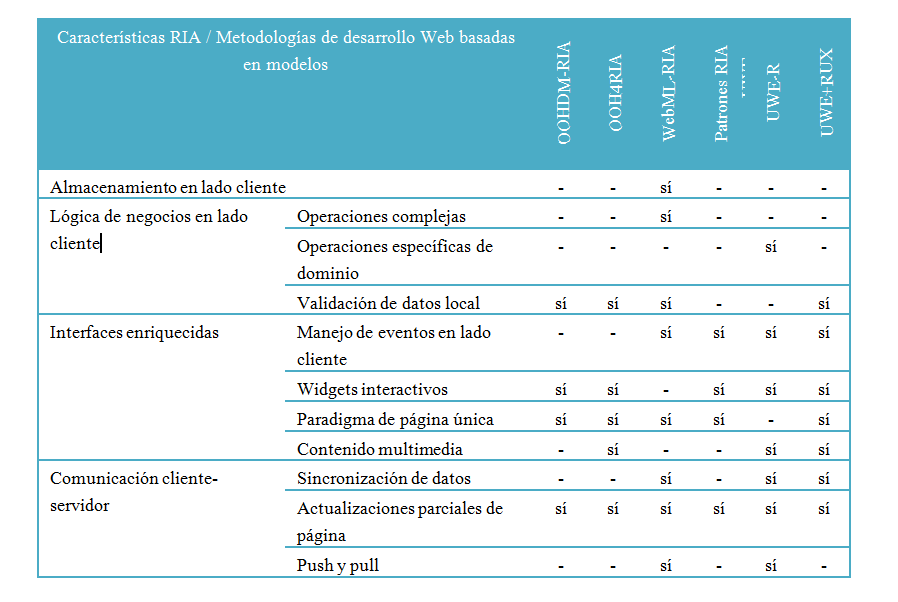 Características RIA / Metodologías de desarrollo Web basadas
en modelos
OOHDM-RIA
OOH4RIA
WebML-RIA
Patrones RIA
UWE-R
UWE+RUX
Almacenamiento en lado cliente - - sí - - -
Lógica de negocios en lado
cliente
Operaciones complejas - - sí - - -
Operaciones específicas de
dominio
- - - - sí -
Validación de datos local sí sí sí - - sí
Interfaces enriquecidas
Manejo de eventos en lado
cliente
- - sí sí sí sí
Widgets interactivos sí sí - sí sí sí
Paradigma de página única sí sí sí sí - sí
Contenido multimedia - sí - - sí sí
Comunicación cliente-
servidor
Sincronización de datos - - sí - sí sí
Actualizaciones parciales de
página
sí sí sí sí sí sí
Push y pull - - sí - sí -